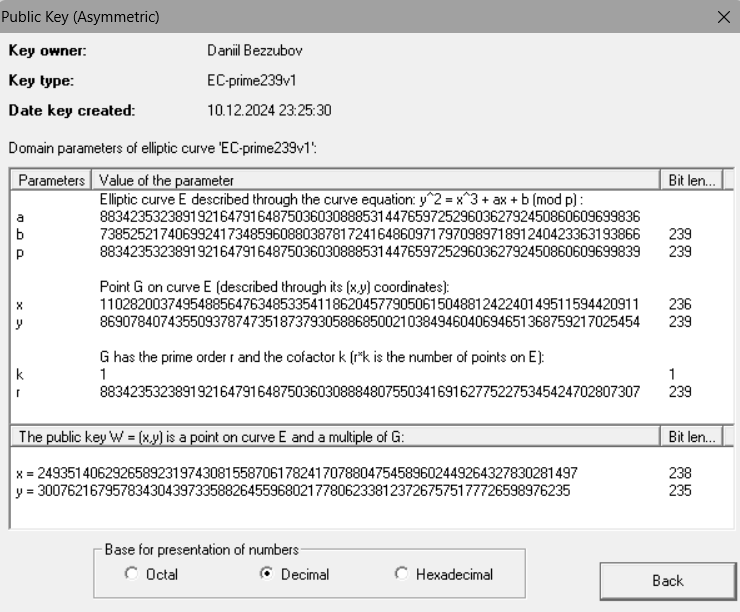 Public Key (Asymmetric)
Key owner: Daniil Bezzubov
Key type: EC-prime239v1
Date key created: 10.12.2024 23:25:30
Domain parameters of elliptic curve 'EC-prime239v1':
Parameters Value of the parameter Bit len...
Elliptic curve E described through the curve equation: y^2 = x^3 + ax + b (mod p) :
a 883423532389192164791648750360308885314476597252960362792450860609699836
b 738525217406992417348596088038781724164860971797098971891240423363193866 239
p 883423532389192164791648750360308885314476597252960362792450860609699839 239
Point G on curve E (described through its (x,y) coordinates):
x 110282003749548856476348533541186204577905061504881242240149511594420911 236
y 869078407435509378747351873793058868500210384946040694651368759217025454 239
G has the prime order r and the cofactor k (r*k is the number of points on E):
k 1 1
r 883423532389192164791648750360308884807550341691627752275345424702807307 239
The public key W = (x,y) is a point on curve E and a multiple of G: Bit len...
x = 249351406292658923197430815587061782417078804754589602449264327830281497 238
y = 30076216795783430439733588264559680217780623381237267575177726598976235 235
Base for presentation of numbers
Octal Decimal Hexadecimal
Back